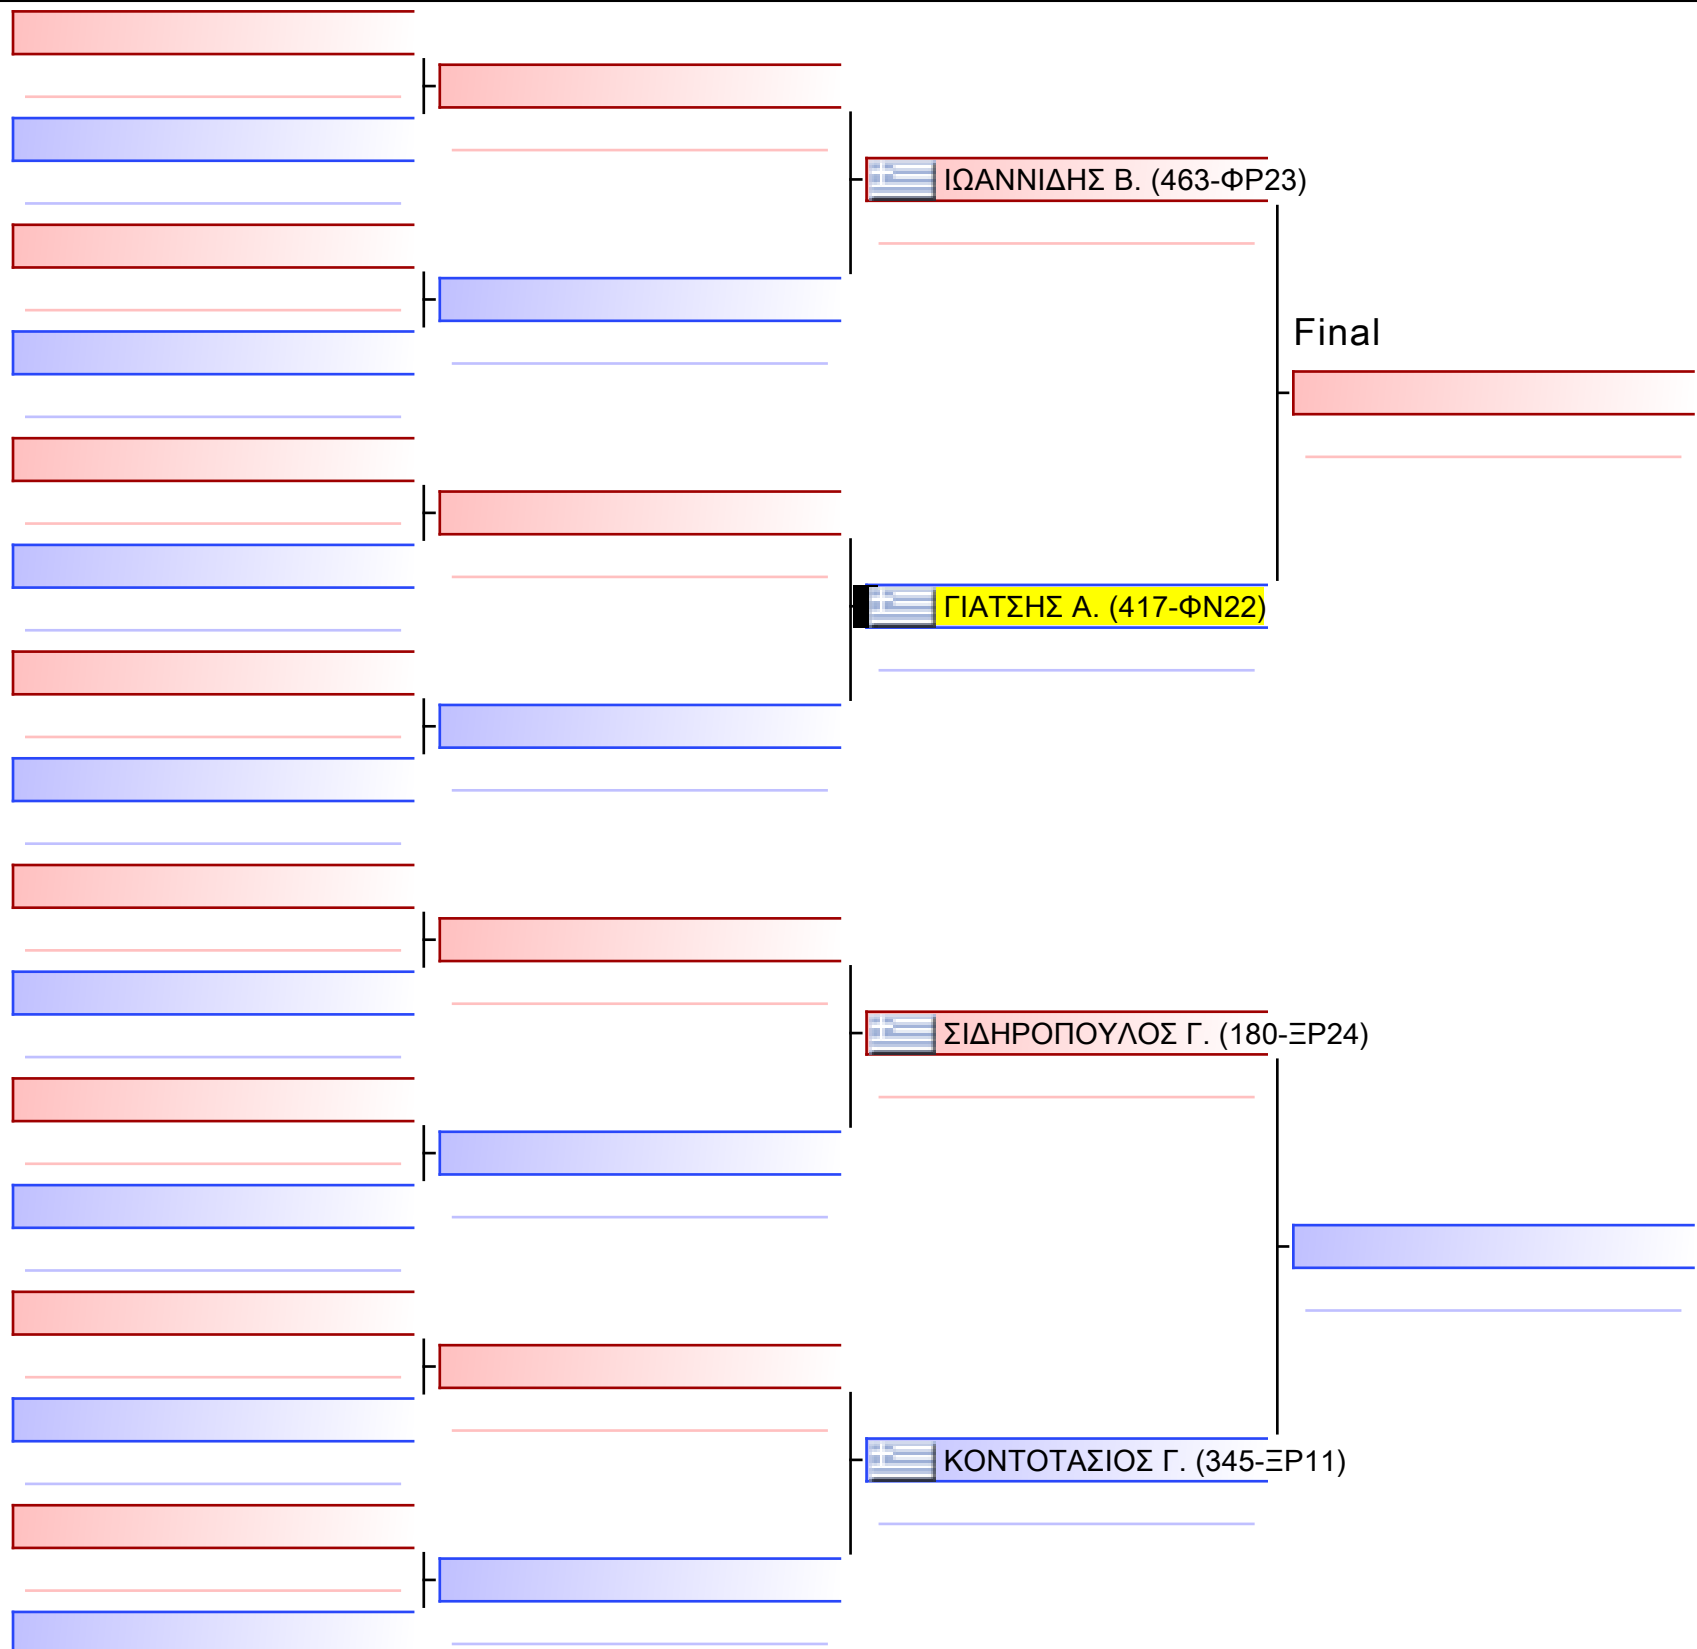 ΙΩΑΝΝΙΔΗΣ Β. (463-ΦΡ23)
Final
ΓΙΑΤΣΗΣ Α. (417-ΦΝ22)
ΣΙΔΗΡΟΠΟΥΛΟΣ Γ. (180-ΞΡ24)
ΚΟΝΤΟΤΑΣΙΟΣ Γ. (345-ΞΡ11)